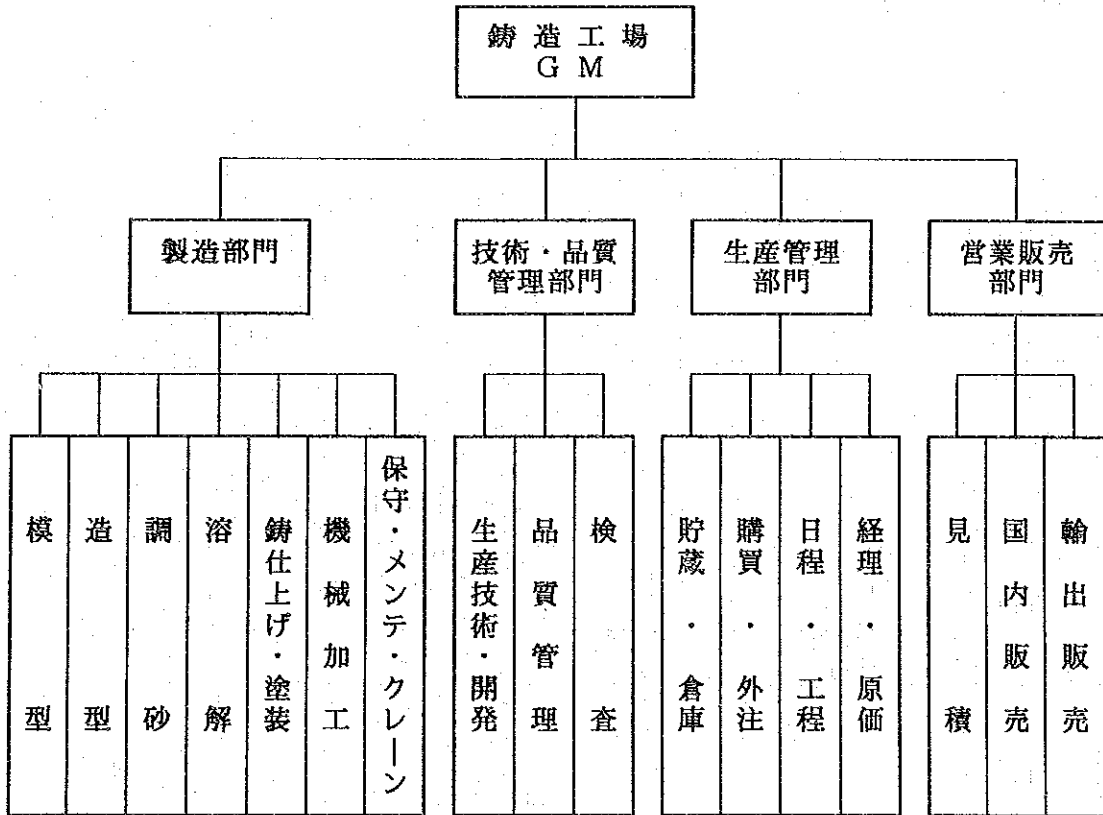 鋳造工場
GM
製造部門
技術・品質
管理部門
生産管理
部門
営業販売
部門
模型
造型
調砂
溶解
鋳仕上げ・塗装
機械加工
保守・メンテ・クレーン
生産技術・開発
品質管理
検査
貯蔵・倉庫
購買・外注
日程・工程
経理・原価
見積
国内販売
輸出販売